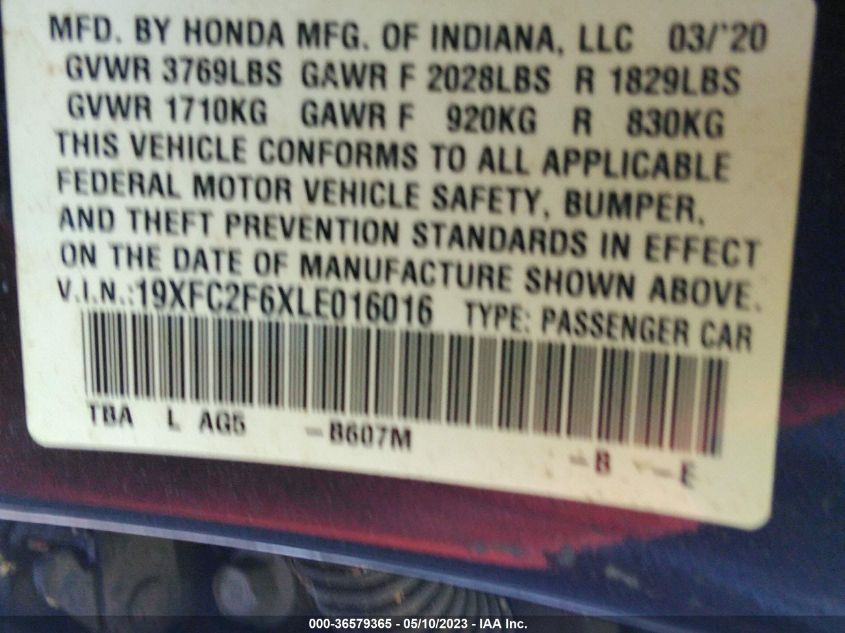 MFD. BY HONDA MFG. OF INDIANA, LLC 03/'20
GVWR 3769LBS GAWR F 2028LBS R 1829LBS
GVWR 1710KG GAWR F 920KG R 830KG
THIS VEHICLE CONFORMS TO ALL APPLICABLE
FEDERAL MOTOR VEHICLE SAFETY, BUMPER,
AND THEFT PREVENTION STANDARDS IN EFFECT
ON THE DATE OF MANUFACTURE SHOWN ABOVE.
V.I.N.:19XFC2F6XLE016016 TYPE: PASSENGER CAR
TBA L AG5 -B607M -B -E
000-36579365 - 05/10/2023 - IAA Inc.